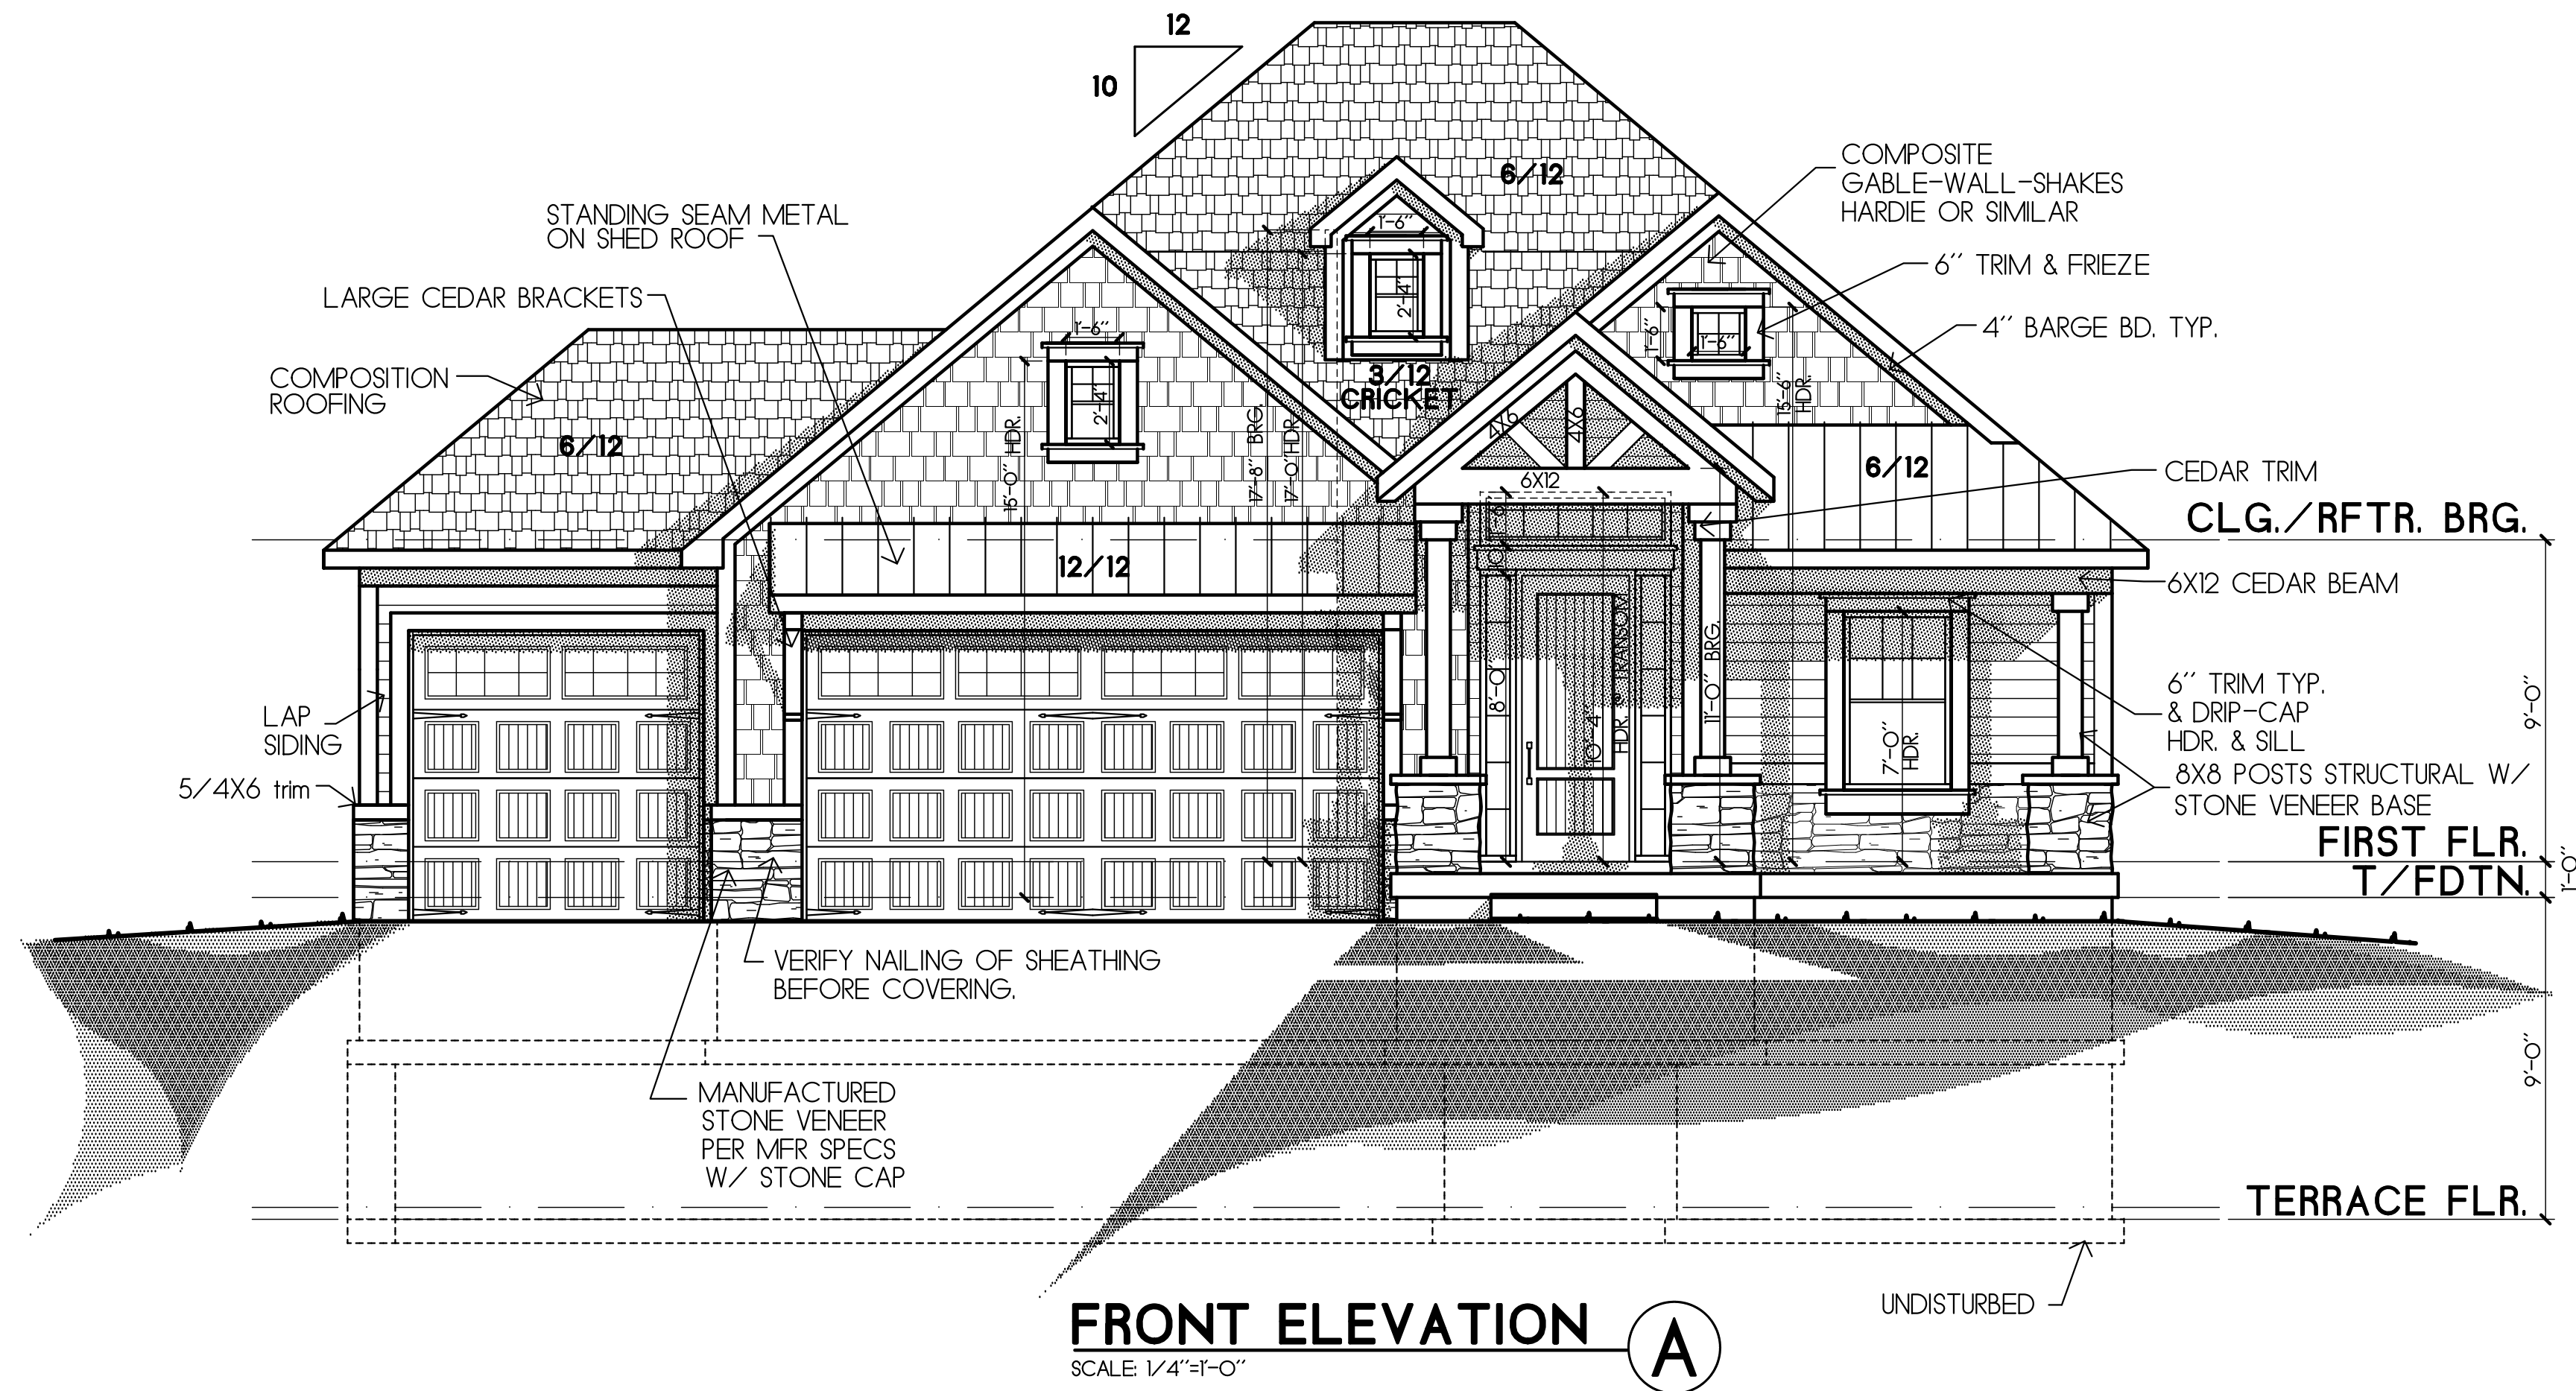 12
10
6/12
COMPOSITE
GABLE-WALL-SHAKES
HARDIE OR SIMILAR
STANDING SEAM METAL
ON SHED ROOF
1'-6"
6" TRIM & FRIEZE
LARGE CEDAR BRACKETS
2'-4"
1'-6"
4" BARGE BD. TYP.
1'-6"
1'-6"
COMPOSITION
ROOFING
3/12
CRICKET
2'-4"
15'-6"
HDR.
4X6
4X6
6/12
15'-0" HDR.
17'-8" BRG.
17'-0" HDR.
6X12
6/12
CEDAR TRIM
CLG./RFTR. BRG.
12/12
6X12 CEDAR BEAM
8'-0"
10'-4"
HDR. @ TRANSOM
11'-0" BRG.
6" TRIM TYP.
& DRIP-CAP
HDR. & SILL
9'-0"
LAP
SIDING
7'-0"
HDR.
5/4X6 trim
8X8 POSTS STRUCTURAL W/
STONE VENEER BASE
FIRST FLR.
1'-0"
T/FDTN.
VERIFY NAILING OF SHEATHING
BEFORE COVERING.
9'-0"
MANUFACTURED
STONE VENEER
PER MFR SPECS
W/ STONE CAP
TERRACE FLR.
UNDISTURBED
FRONT ELEVATION
A
SCALE: 1/4"=1'-0"